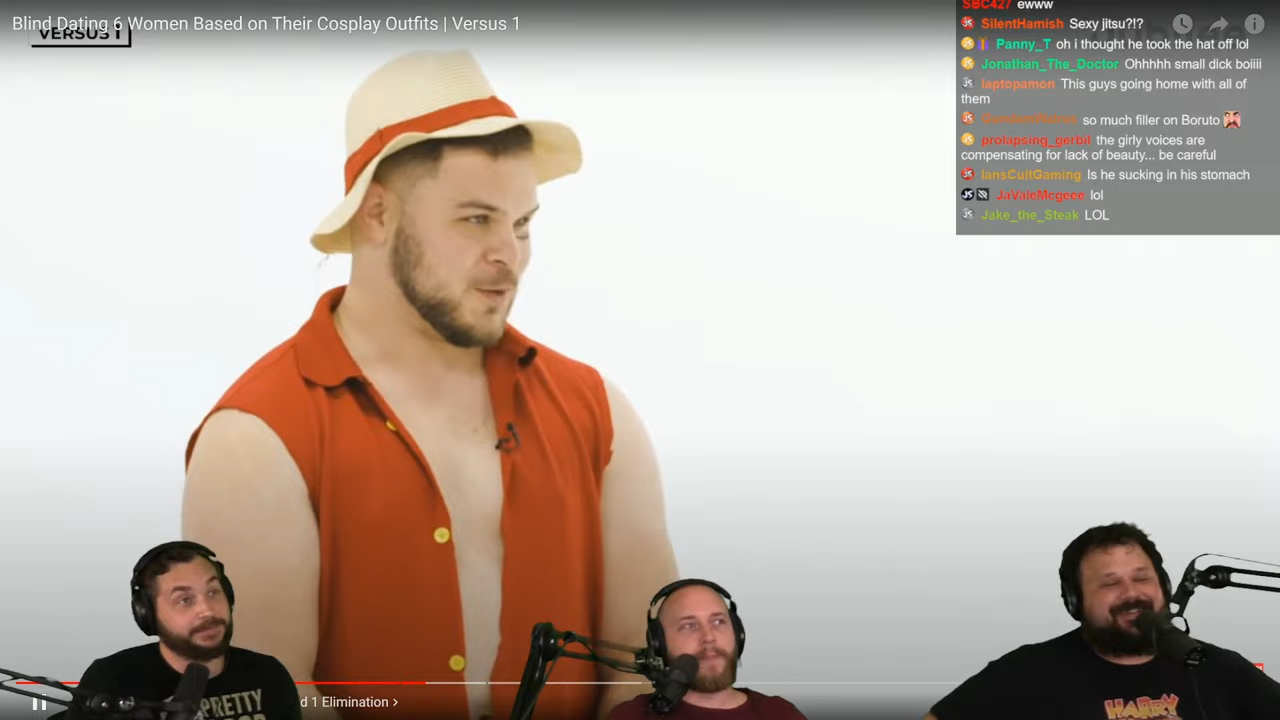 Blind Dating 6 Women Based on Their Cosplay Outfits | Versus 1
VERSUS 1
SBC427 ewww
SilentHamish Sexy jitsu?!?
Panny_T oh i thought he took the hat off lol
Jonathan_The_Doctor Ohhhhh small dick boiiii
laptopamon This guys going home with all of
them
so much filler on Boruto
prolapsing_gerbil the girly voices are
compensating for lack of beauty... be careful
IansCultGaming Is he sucking in his stomach
JaValeMcgeee lol
Jake_the_Steak LOL
d 1 Elimination >
PRETTY
HARRY